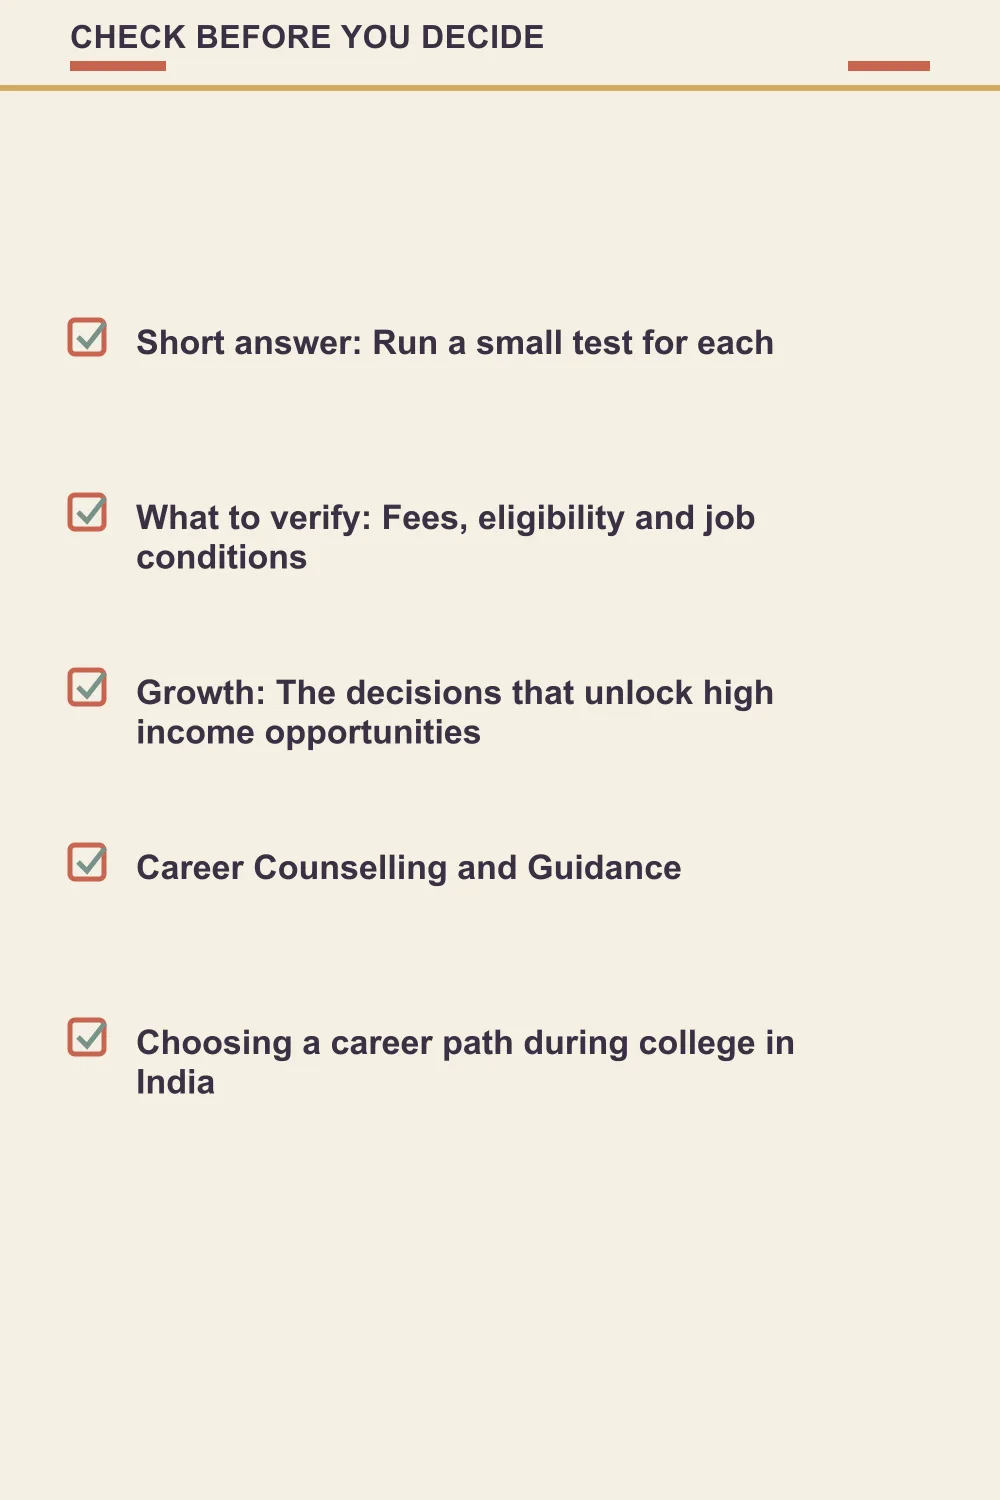 CHECK BEFORE YOU DECIDE
Short answer: Run a small test for each
What to verify: Fees, eligibility and job
conditions
Growth: The decisions that unlock high
income opportunities
Career Counselling and Guidance
Choosing a career path during college in
India